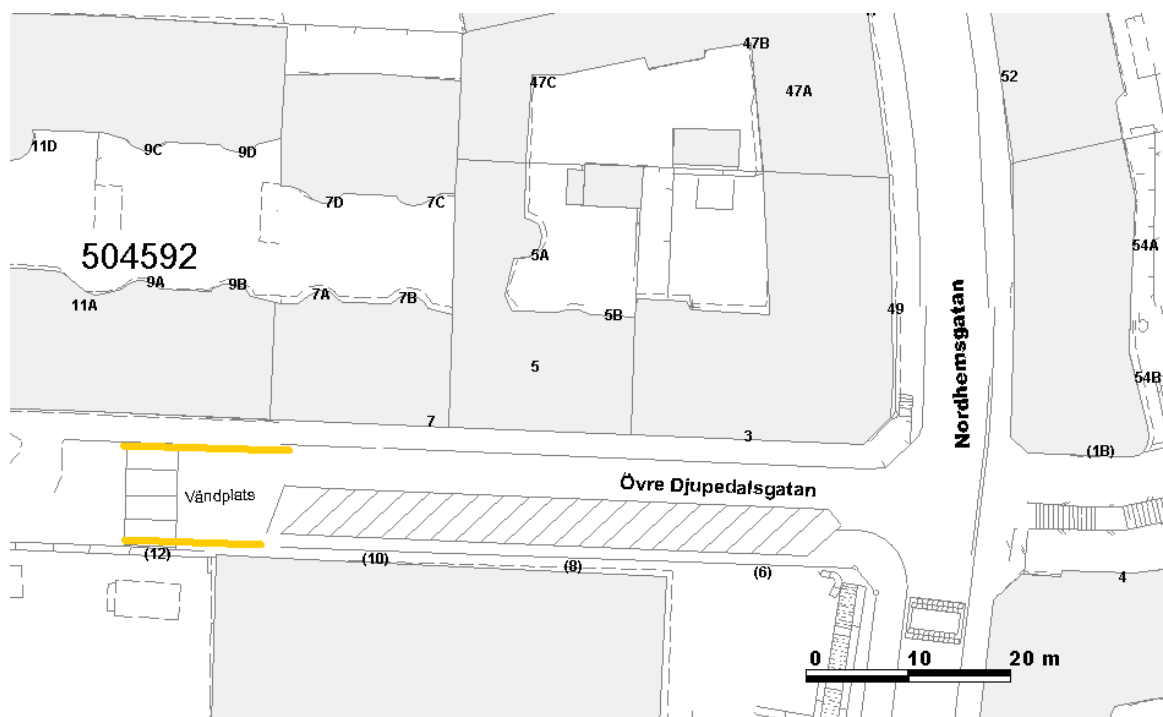 47B
47C
47A
52
11D
9C
9D
7D
7C
504592
5A
54A
11A
9A
9B
7A
7B
5B
49
54B
Nordhemsgatan
5
7
3
(1B)
Övre Djupedalsgatan
Vändplats
(12)
(10)
(8)
(6)
4
0 10 20 m